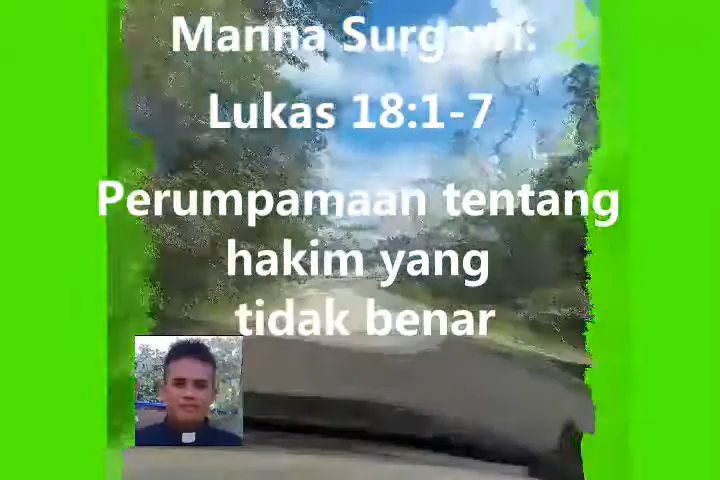 Manna Surgawi:
Lukas 18:1-7
Perumpamaan tentang
hakim yang
tidak benar